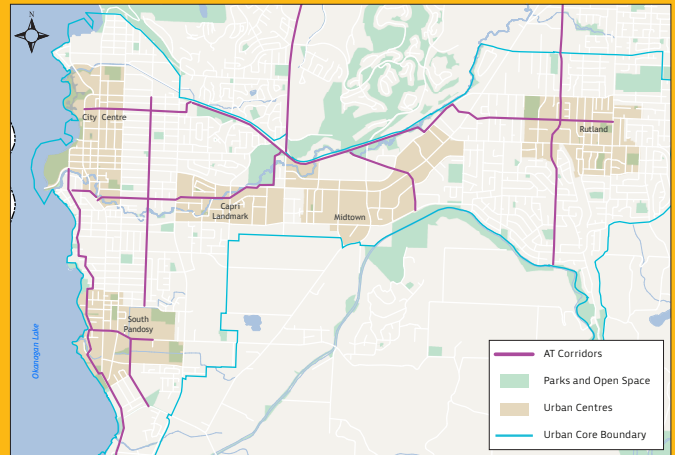 N
City Centre
Rutland
Capri
Landmark
Midtown
South
Pandosy
Okanagan Lake
AT Corridors
Parks and Open Space
Urban Centres
Urban Core Boundary